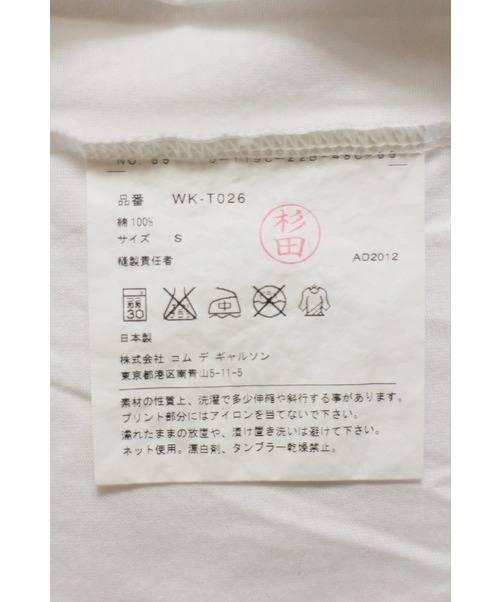 品番 WK-T026
綿 100%
サイズ S
杉田
縫製責任者 AD2012
弱 30 中
日本製
株式会社 コム デ ギャルソン
東京都港区南青山5-11-5
素材の性質上、洗濯で多少伸縮や斜行する事があります。
プリント部分にはアイロンを当てないで下さい。
濡れたままの放置や、漬け置き洗いは避けて下さい。
ネット使用。漂白剤、タンブラー乾燥禁止。